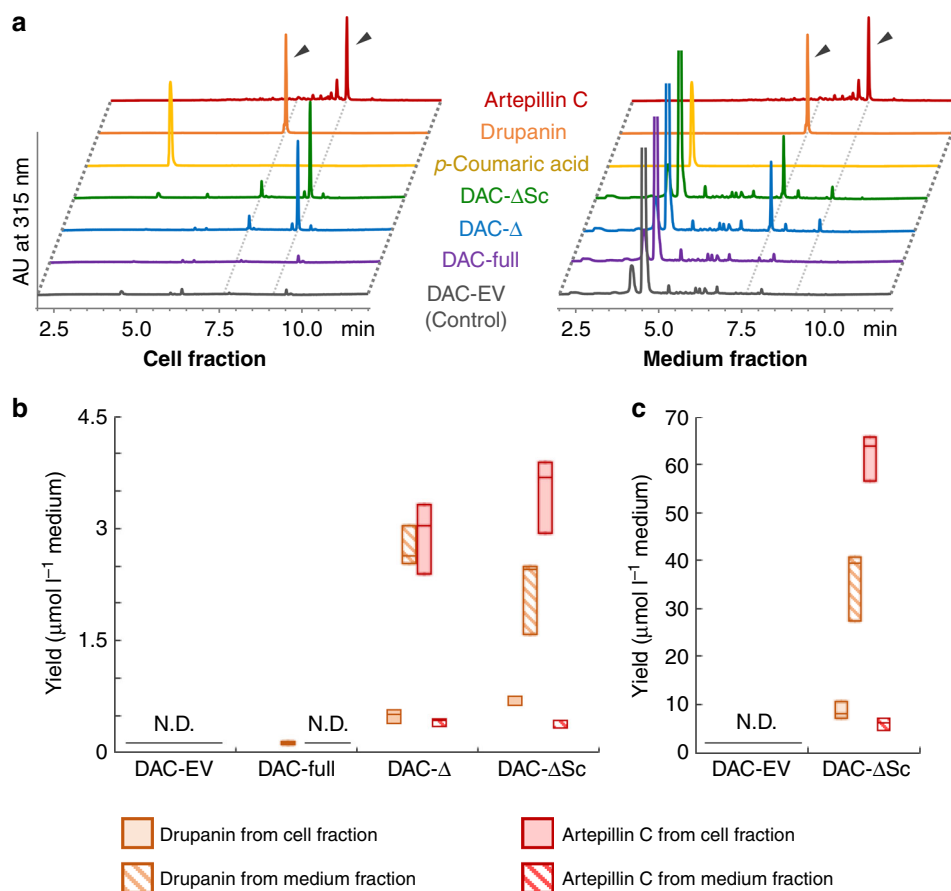 a
AU at 315 nm
Artepillin C
Drupanin
p-Coumaric acid
DAC-ΔSc
DAC-Δ
DAC-full
DAC-EV
(Control)
2.5 5.0 7.5 10.0 min
Cell fraction
2.5 5.0 7.5 10.0 min
Medium fraction
b
Yield (μmol l⁻¹ medium)
4.5
3
1.5
0
N.D.
N.D.
DAC-EV DAC-full DAC-Δ DAC-ΔSc
c
Yield (μmol l⁻¹ medium)
70
60
50
40
30
20
10
0
N.D.
DAC-EV DAC-ΔSc
Drupanin from cell fraction
Artepillin C from cell fraction
Drupanin from medium fraction
Artepillin C from medium fraction